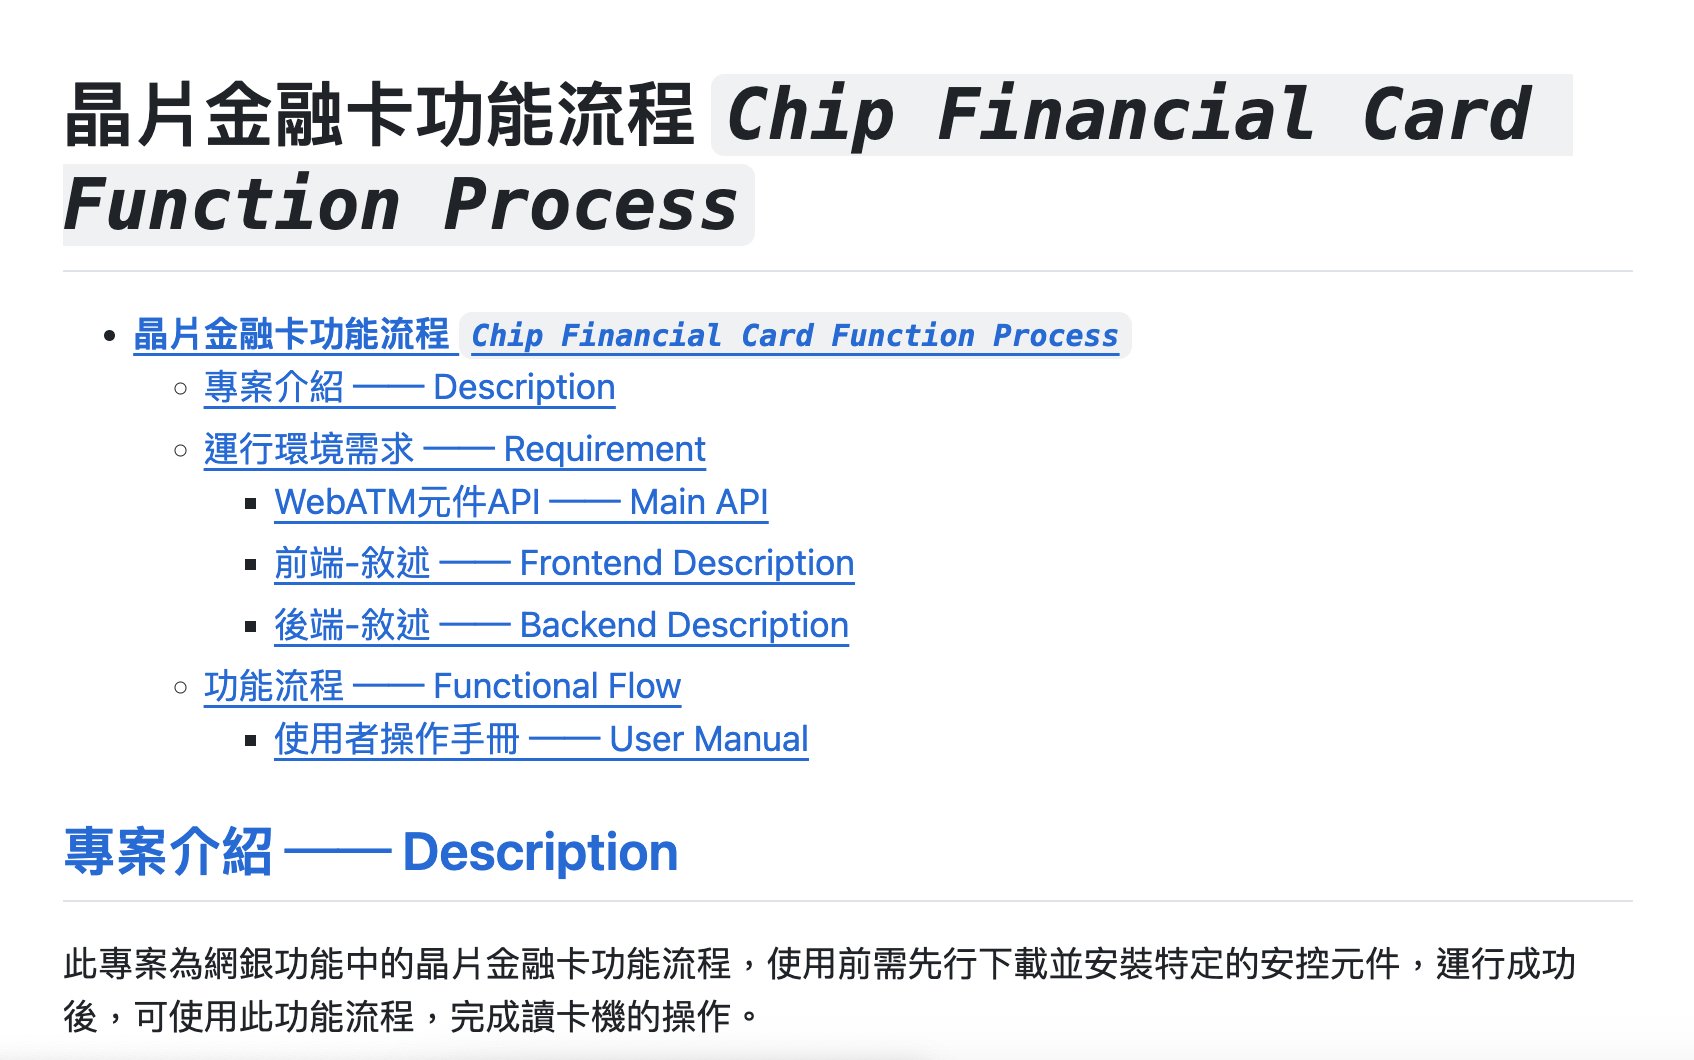 晶片金融卡功能流程 Chip Financial Card
Function Process
晶片金融卡功能流程 Chip Financial Card Function Process
專案介紹 —— Description
運行環境需求 —— Requirement
WebATM元件API —— Main API
前端-敘述 —— Frontend Description
後端-敘述 —— Backend Description
功能流程 —— Functional Flow
使用者操作手冊 —— User Manual
專案介紹 —— Description
此專案為網銀功能中的晶片金融卡功能流程，使用前需先行下載並安裝特定的安控元件，運行成功
後，可使用此功能流程，完成讀卡機的操作。